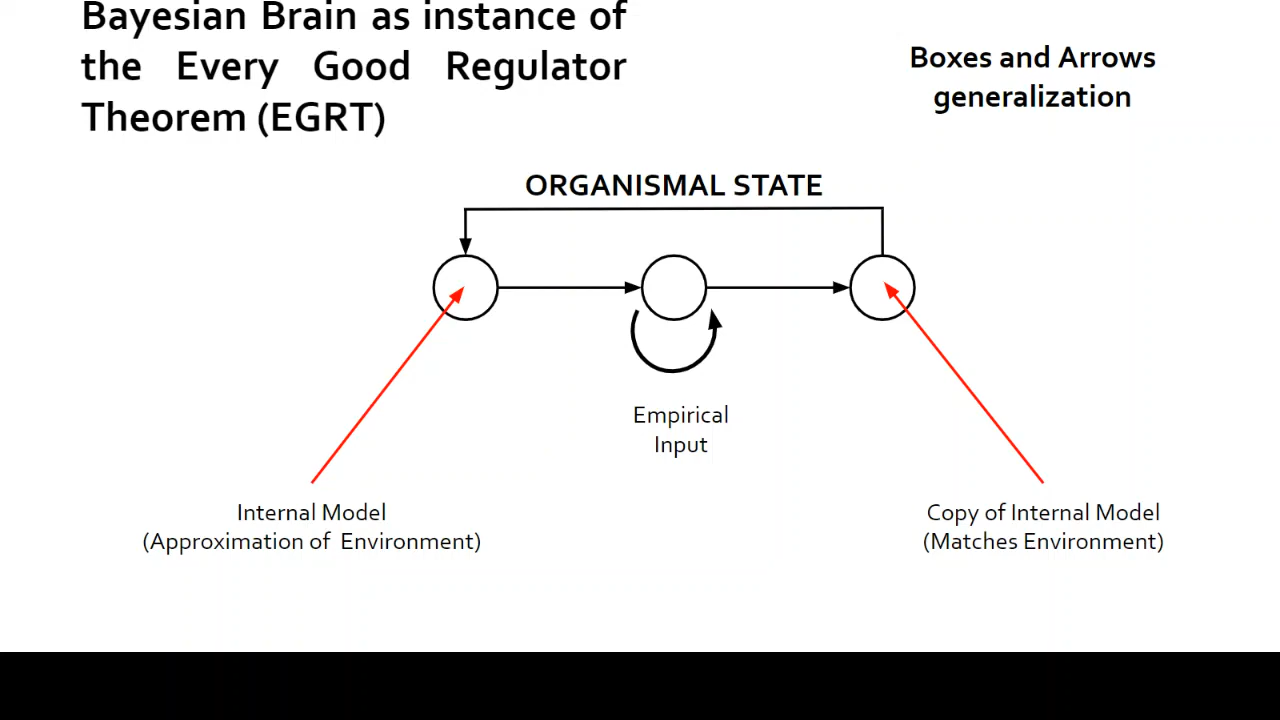 Bayesian Brain as instance of
the Every Good Regulator
Theorem (EGRT)
Boxes and Arrows
generalization
ORGANISMAL STATE
Empirical
Input
Internal Model
(Approximation of Environment)
Copy of Internal Model
(Matches Environment)